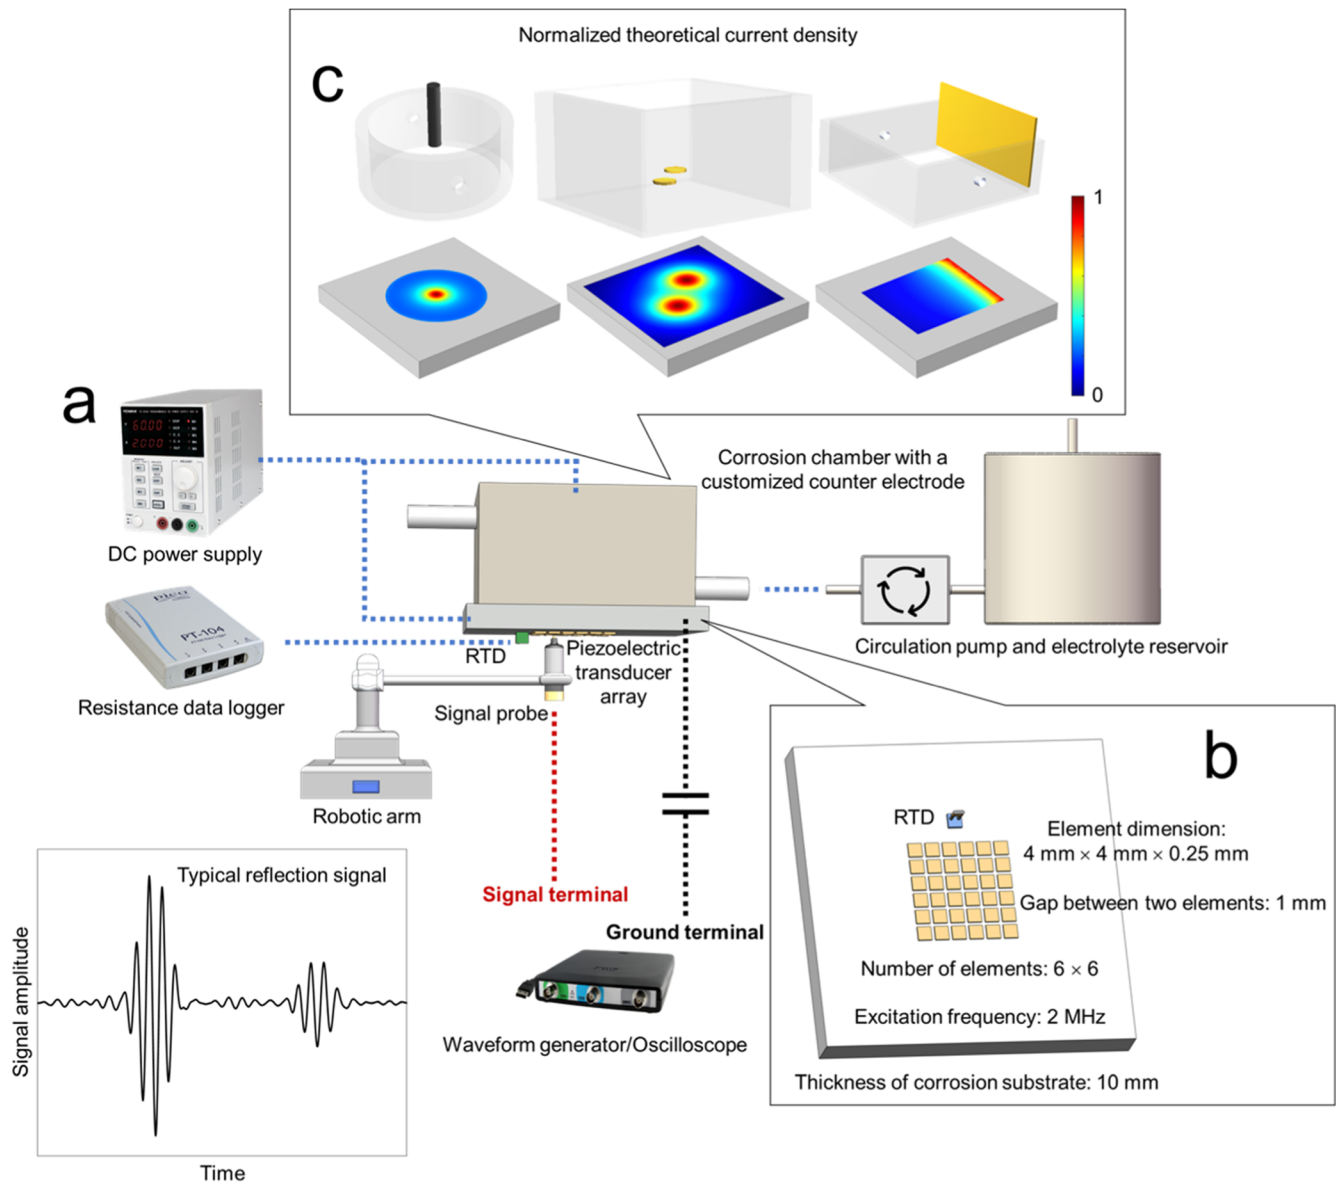 Normalized theoretical current density
c
1
0
a
DC power supply
Corrosion chamber with a
customized counter electrode
pico
PT-104
Resistance data logger
RTD
Piezoelectric
transducer
array
Signal probe
Robotic arm
Circulation pump and electrolyte reservoir
b
RTD
Element dimension:
4 mm × 4 mm × 0.25 mm
Gap between two elements: 1 mm
Number of elements: 6 × 6
Excitation frequency: 2 MHz
Thickness of corrosion substrate: 10 mm
Signal terminal
Ground terminal
Waveform generator/Oscilloscope
Typical reflection signal
Signal amplitude
Time